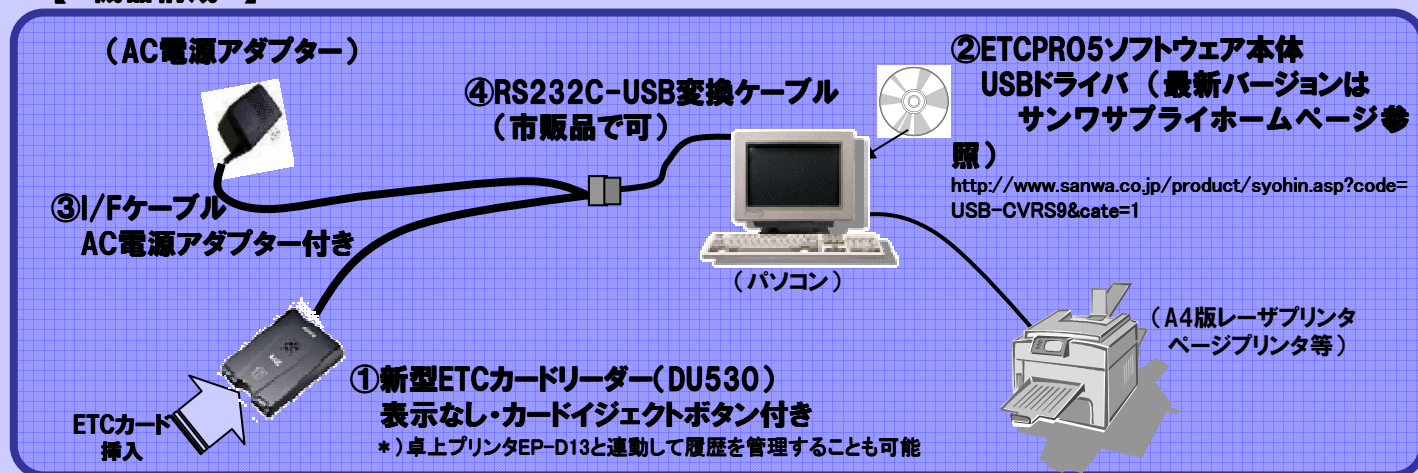 （AC電源アダプター）
④RS232C-USB変換ケーブル
（市販品で可）
②ETCPRO5ソフトウェア本体
USBドライバ （最新バージョンは
サンワサプライホームページ参
照）
http://www.sanwa.co.jp/product/syohin.asp?code=
USB-CVRS9&cate=1
③I/Fケーブル
AC電源アダプター付き
（パソコン）
（A4版レーザプリンタ
ページプリンタ等）
①新型ETCカードリーダー（DU530）
表示なし・カードイジェクトボタン付き
＊）卓上プリンタEP-D13と連動して履歴を管理することも可能
ETCカード
挿入